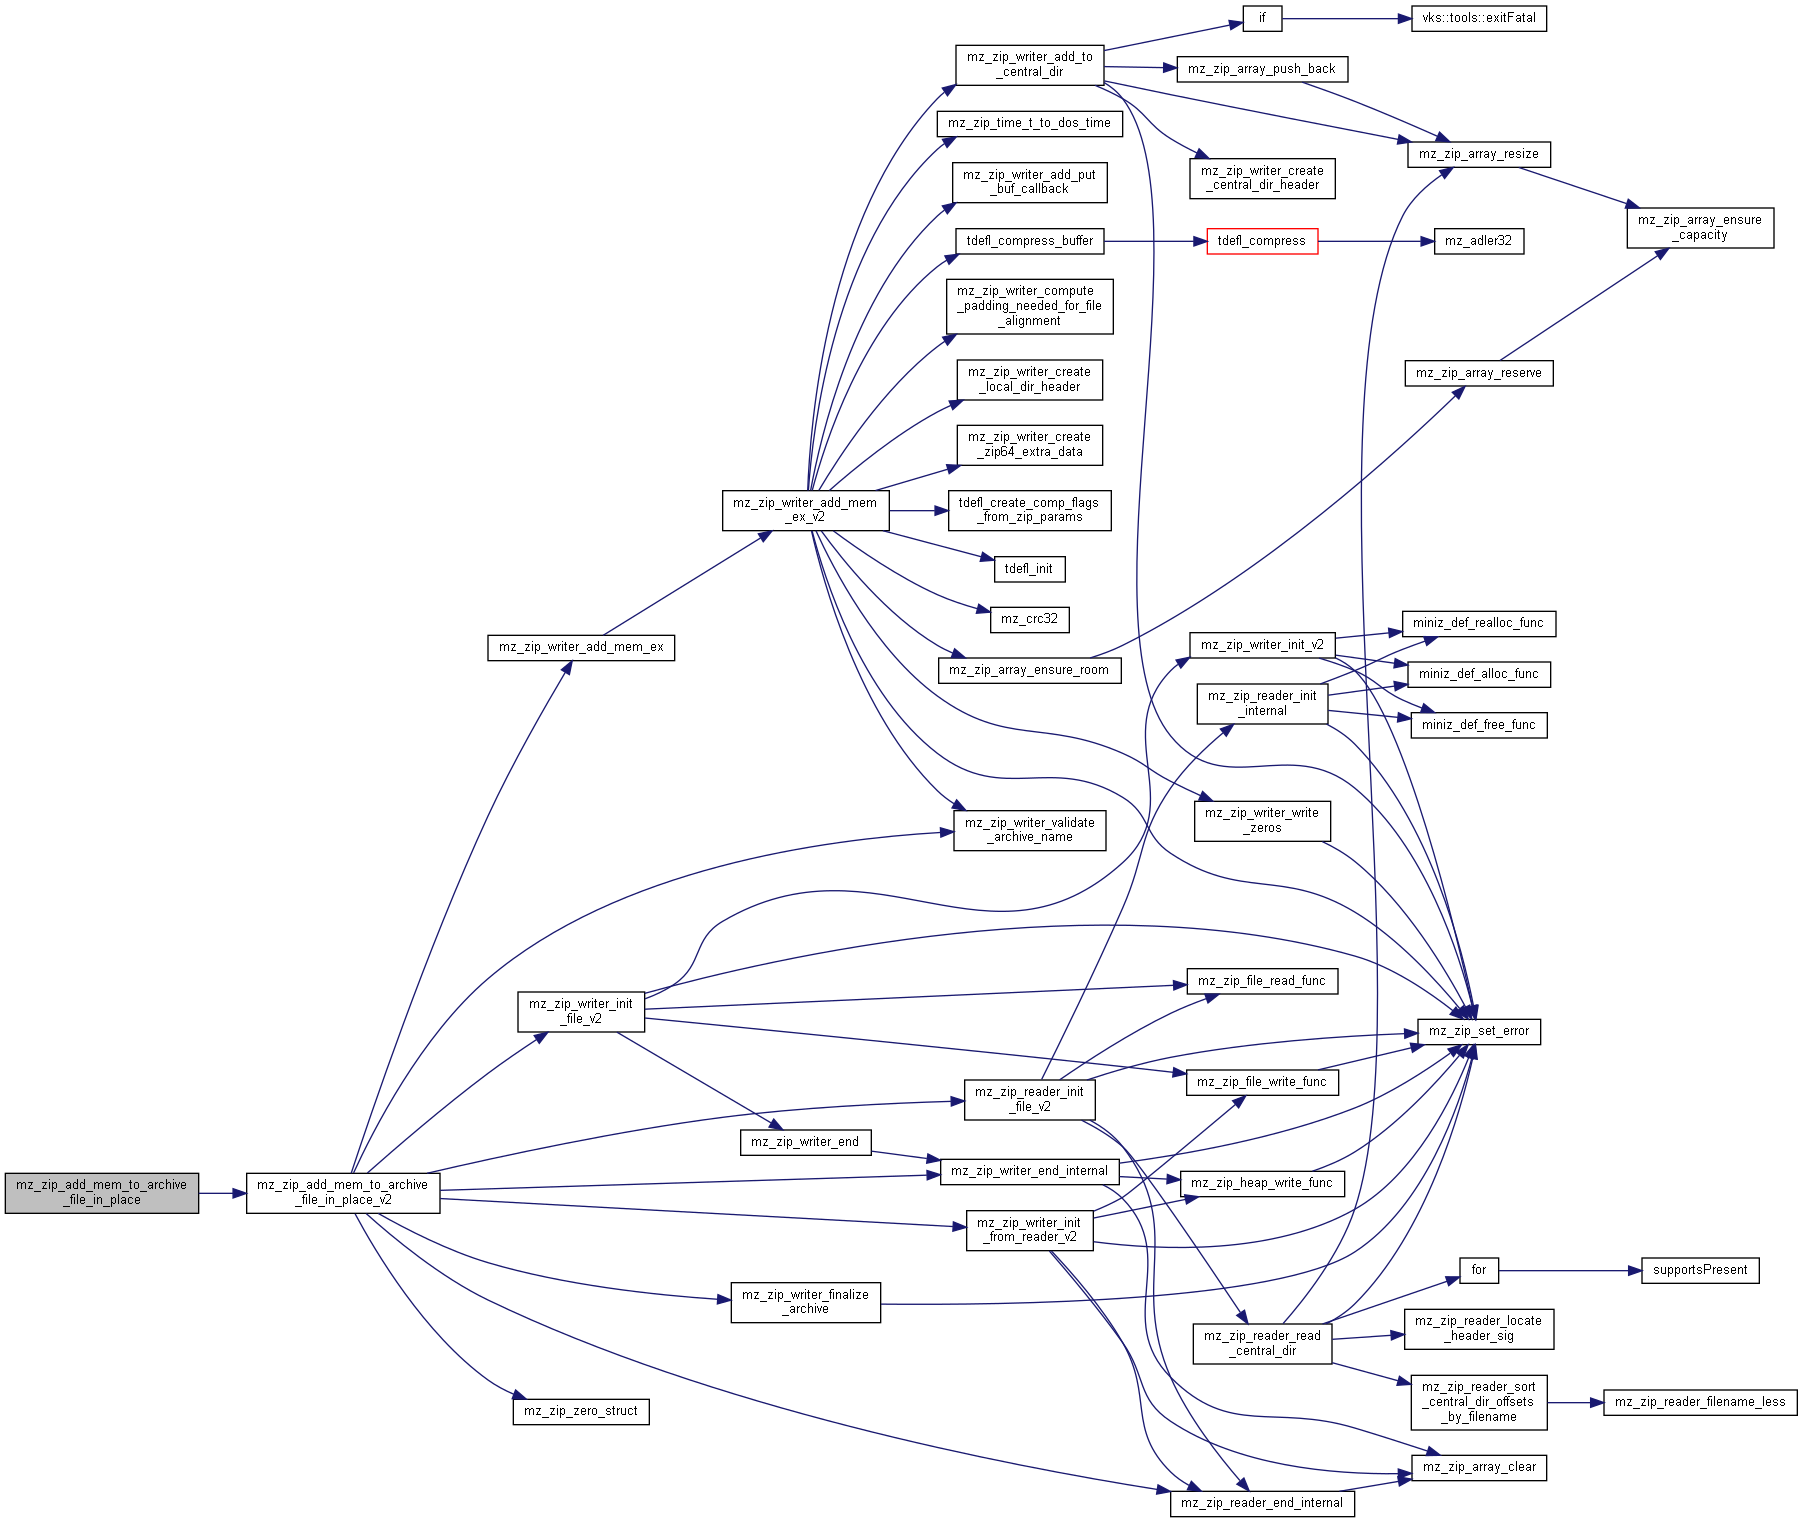 mz_zip_add_mem_to_archive
_file_in_place
mz_zip_add_mem_to_archive
_file_in_place_v2
mz_zip_writer_add_mem_ex
mz_zip_writer_init
_file_v2
mz_zip_zero_struct
mz_zip_writer_add_mem
_ex_v2
mz_zip_writer_end
mz_zip_writer_finalize
_archive
mz_zip_writer_add_to
_central_dir
mz_zip_time_t_to_dos_time
mz_zip_writer_add_put
_buf_callback
tdefl_compress_buffer
mz_zip_writer_compute
_padding_needed_for_file
_alignment
mz_zip_writer_create
_local_dir_header
mz_zip_writer_create
_zip64_extra_data
tdefl_create_comp_flags
_from_zip_params
tdefl_init
mz_crc32
mz_zip_array_ensure_room
mz_zip_writer_validate
_archive_name
mz_zip_reader_init
_file_v2
mz_zip_writer_end_internal
mz_zip_writer_init
_from_reader_v2
if
mz_zip_array_push_back
mz_zip_writer_create
_central_dir_header
tdefl_compress
mz_zip_writer_init_v2
mz_zip_reader_init
_internal
mz_zip_writer_write
_zeros
mz_zip_file_read_func
mz_zip_file_write_func
mz_zip_heap_write_func
mz_zip_reader_read
_central_dir
mz_zip_reader_end_internal
vks::tools::exitFatal
mz_zip_array_resize
mz_adler32
mz_zip_array_reserve
miniz_def_realloc_func
miniz_def_alloc_func
miniz_def_free_func
mz_zip_set_error
for
mz_zip_reader_locate
_header_sig
mz_zip_reader_sort
_central_dir_offsets
_by_filename
mz_zip_array_clear
mz_zip_array_ensure
_capacity
supportsPresent
mz_zip_reader_filename_less